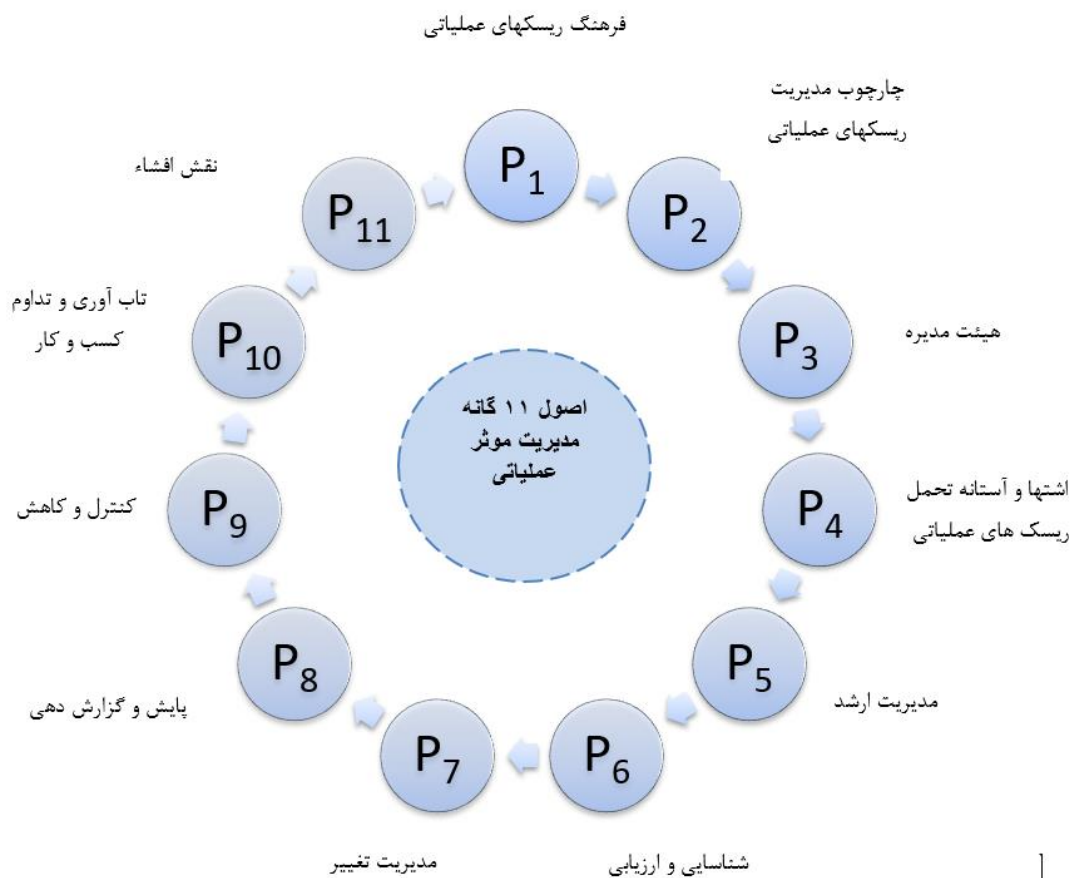 فرهنگ ریسکهای عملیاتی
P1
چارچوب مدیریت
ریسکهای عملیاتی
P2
هیئت مدیره
P3
اشتها و آستانه تحمل
ریسک های عملیاتی
P4
مدیریت ارشد
P5
شناسایی و ارزیابی
P6
مدیریت تغییر
P7
پایش و گزارش دهی
P8
کنترل و کاهش
P9
تاب آوری و تداوم
کسب و کار
P10
نقش افشاء
P11
اصول ۱۱ گانه
مدیریت موثر
عملیاتی
[